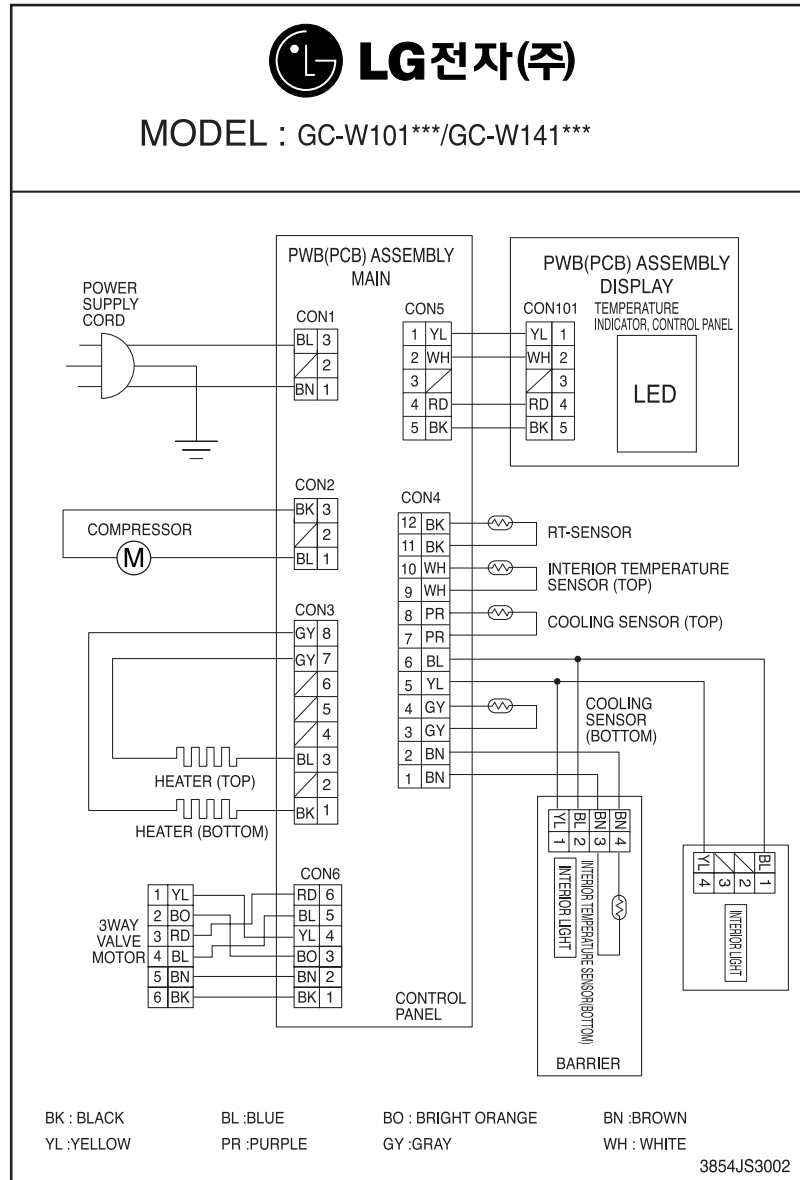 LG전자(주)
MODEL : GC-W101***/GC-W141***
POWER
SUPPLY
CORD
PWB(PCB) ASSEMBLY
MAIN
CON1
BL 3
2
BN 1
CON5
1 YL
2 WH
3
4 RD
5 BK
PWB(PCB) ASSEMBLY
DISPLAY
CON101
TEMPERATURE
INDICATOR, CONTROL PANEL
YL 1
WH 2
3
RD 4
BK 5
LED
COMPRESSOR
M
CON2
BK 3
2
BL 1
CON4
12 BK
11 BK
10 WH
9 WH
8 PR
7 PR
6 BL
5 YL
4 GY
3 GY
2 BN
1 BN
RT-SENSOR
INTERIOR TEMPERATURE
SENSOR (TOP)
COOLING SENSOR (TOP)
COOLING
SENSOR
(BOTTOM)
CON3
GY 8
GY 7
6
5
4
BL 3
2
BK 1
HEATER (TOP)
HEATER (BOTTOM)
3WAY
VALVE
MOTOR
1 YL
2 BO
3 RD
4 BL
5 BN
6 BK
CON6
RD 6
BL 5
YL 4
BO 3
BN 2
BK 1
CONTROL
PANEL
YL 1
BL 2
BN 3
BN 4
INTERIOR LIGHT
INTERIOR TEMPERATURE SENSOR(BOTTOM)
BARRIER
YL 4
3
2
BL 1
INTERIOR LIGHT
BK : BLACK
BL :BLUE
BO : BRIGHT ORANGE
BN :BROWN
YL :YELLOW
PR :PURPLE
GY :GRAY
WH : WHITE
3854JS3002